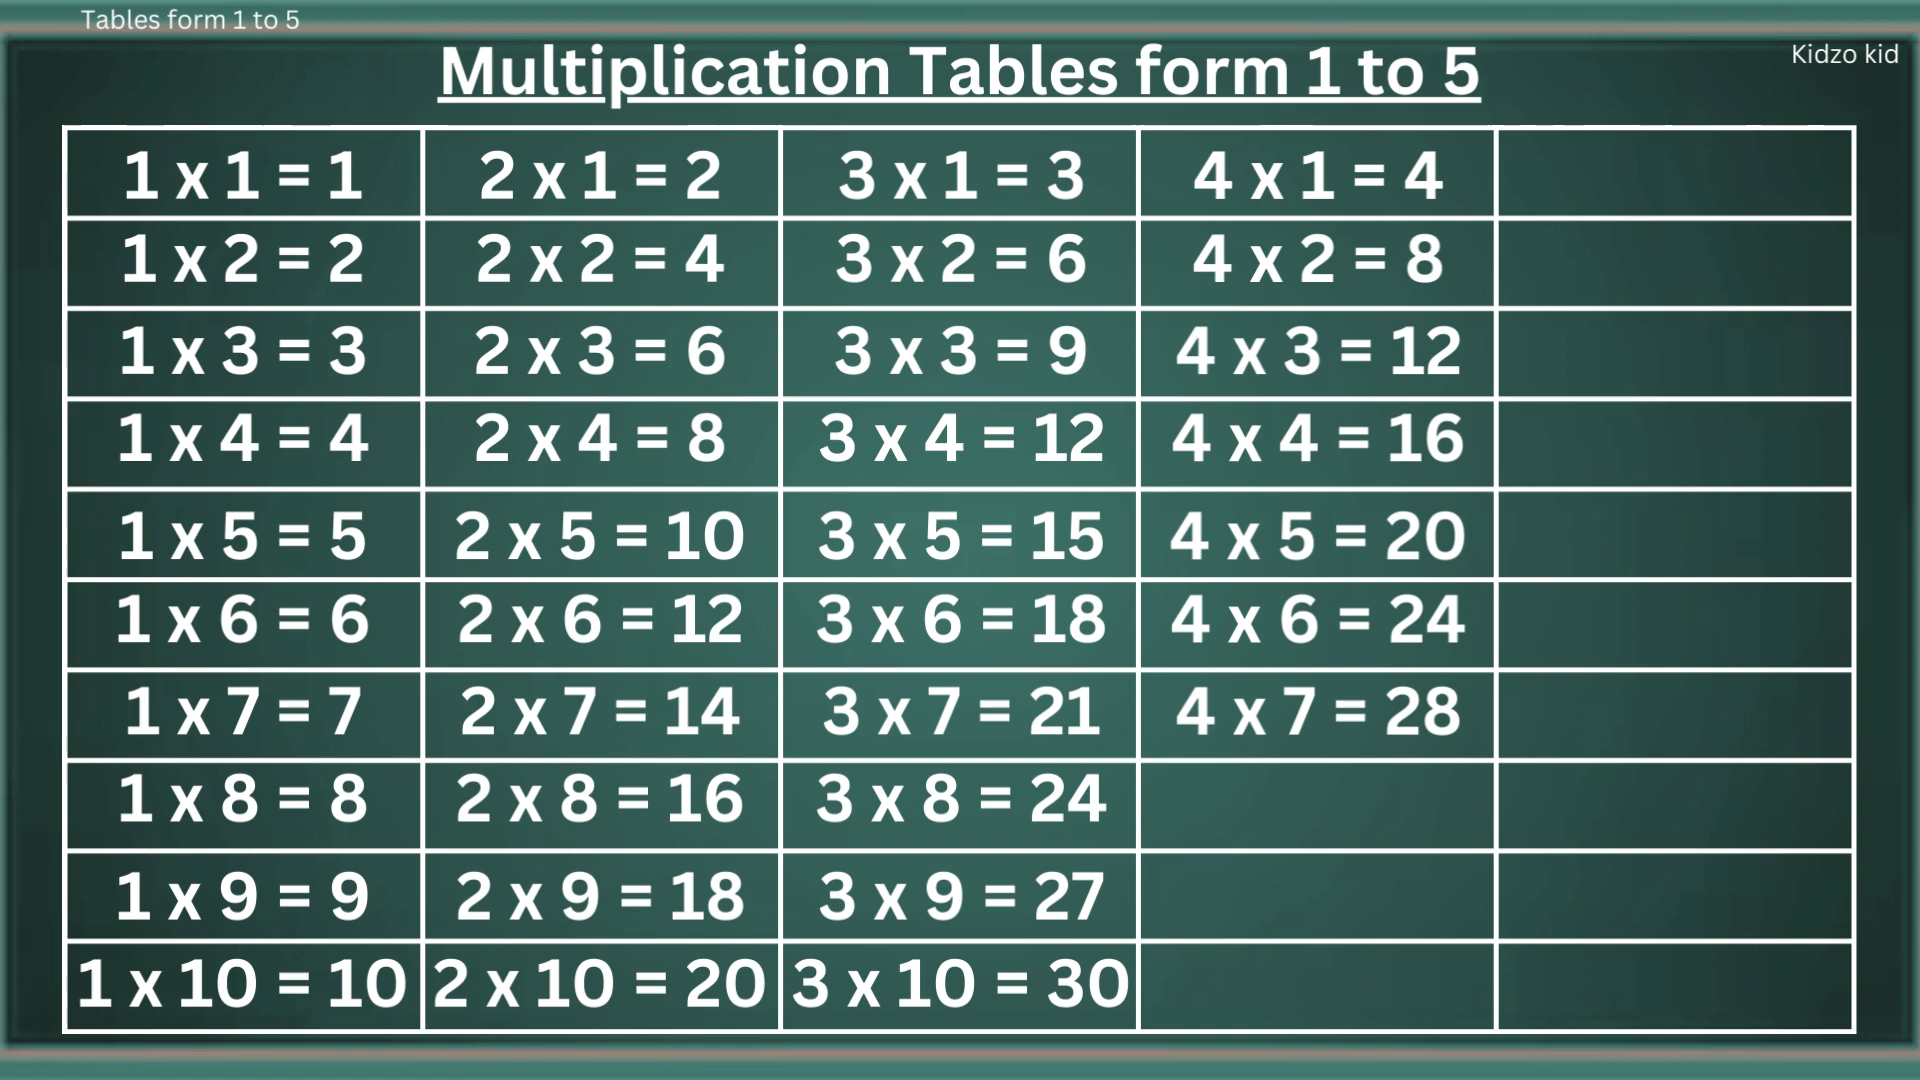 Tables form 1 to 5
Kidzo kid
Multiplication Tables form 1 to 5
1 x 1 = 1 2 x 1 = 2 3 x 1 = 3 4 x 1 = 4
1 x 2 = 2 2 x 2 = 4 3 x 2 = 6 4 x 2 = 8
1 x 3 = 3 2 x 3 = 6 3 x 3 = 9 4 x 3 = 12
1 x 4 = 4 2 x 4 = 8 3 x 4 = 12 4 x 4 = 16
1 x 5 = 5 2 x 5 = 10 3 x 5 = 15 4 x 5 = 20
1 x 6 = 6 2 x 6 = 12 3 x 6 = 18 4 x 6 = 24
1 x 7 = 7 2 x 7 = 14 3 x 7 = 21 4 x 7 = 28
1 x 8 = 8 2 x 8 = 16 3 x 8 = 24
1 x 9 = 9 2 x 9 = 18 3 x 9 = 27
1 x 10 = 10 2 x 10 = 20 3 x 10 = 30